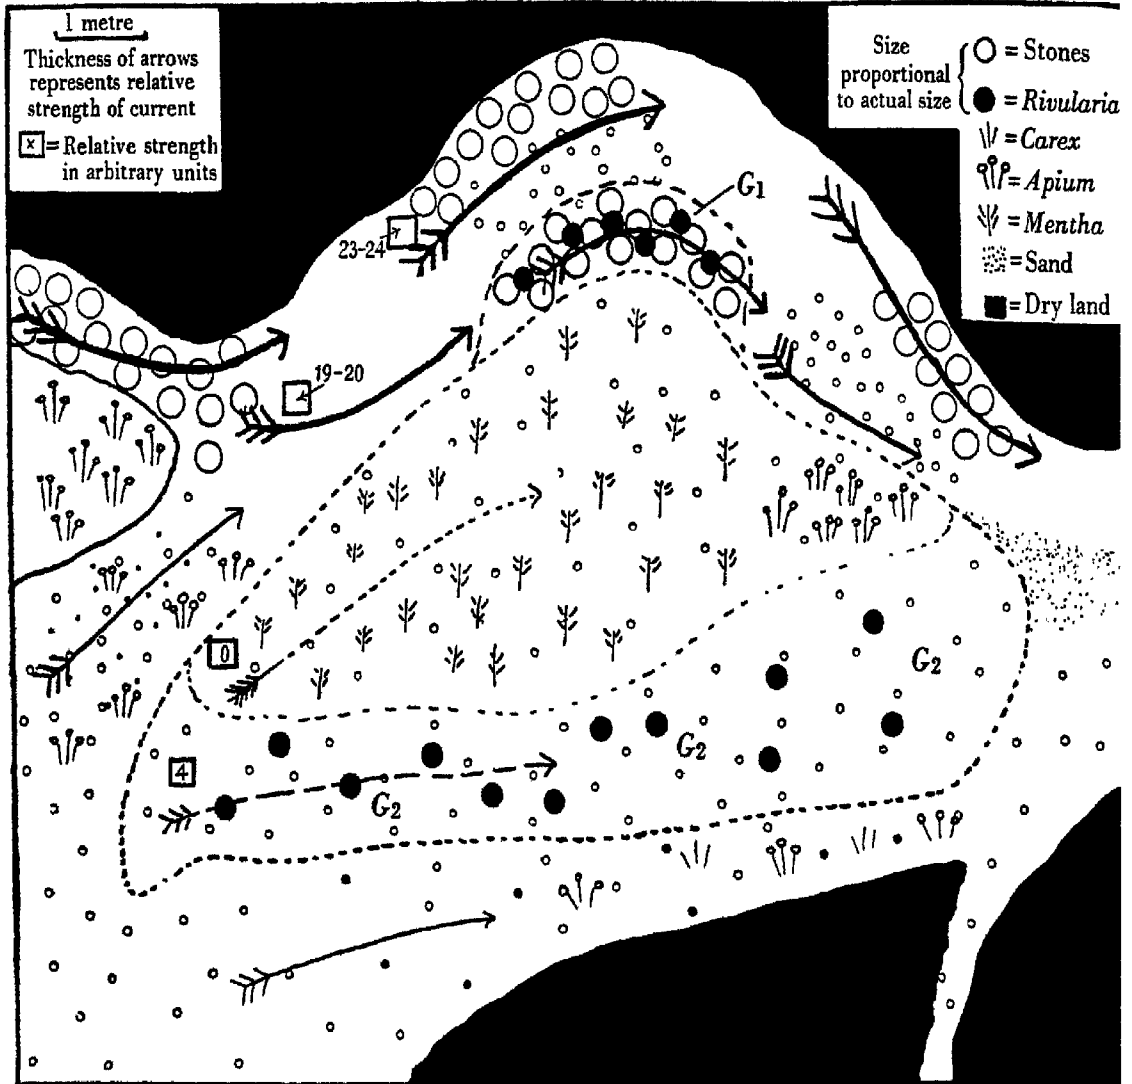 1 metre
Thickness of arrows
represents relative
strength of current
x = Relative strength
in arbitrary units
Size
proportional
to actual size
= Stones
= Rivularia
= Carex
= Apium
= Mentha
= Sand
= Dry land
G1
23-24
19-20
0
G2
4
G2
G2